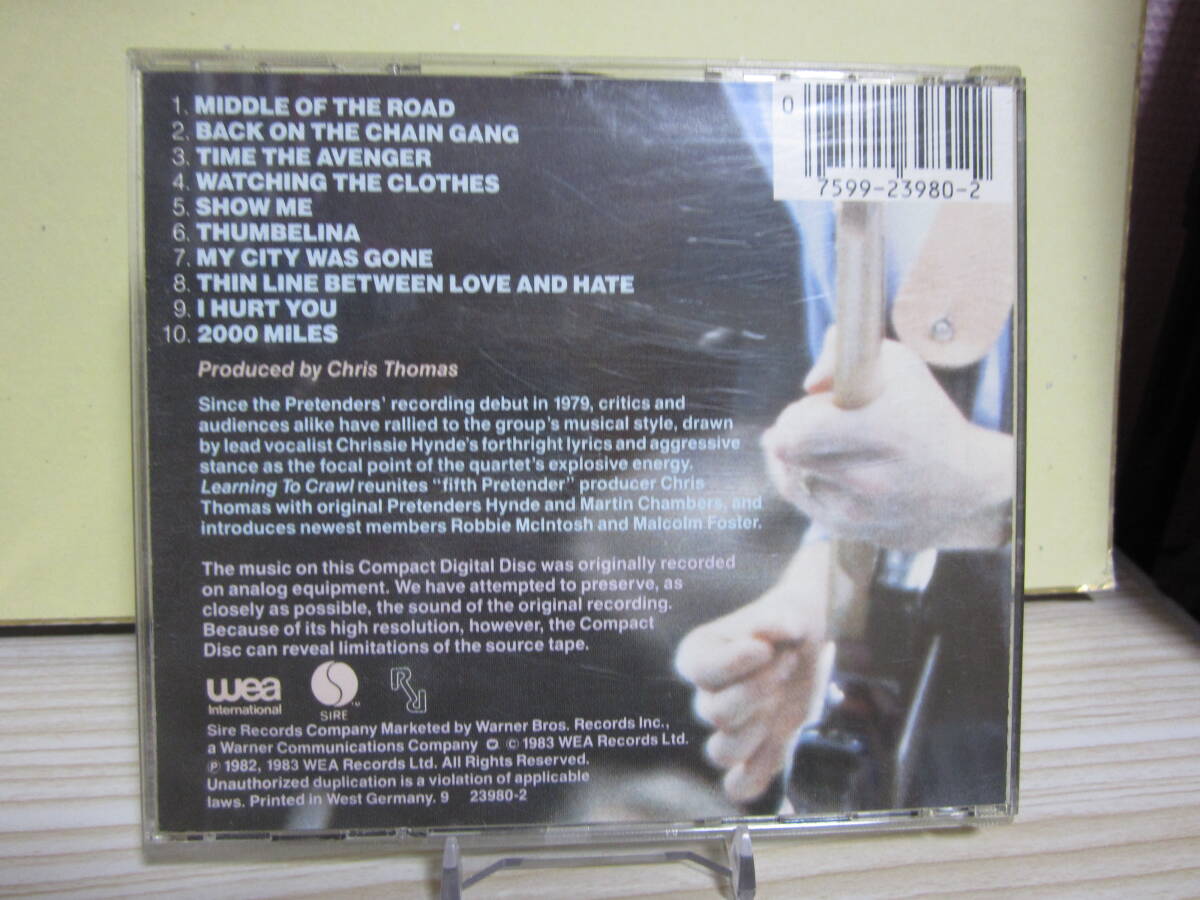 1. MIDDLE OF THE ROAD
2. BACK ON THE CHAIN GANG
3. TIME THE AVENGER
4. WATCHING THE CLOTHES
5. SHOW ME
6. THUMBELINA
7. MY CITY WAS GONE
8. THIN LINE BETWEEN LOVE AND HATE
9. I HURT YOU
10. 2000 MILES
0
7599-23980-2
Produced by Chris Thomas
Since the Pretenders' recording debut in 1979, critics and
audiences alike have rallied to the group's musical style, drawn
by lead vocalist Chrissie Hynde's forthright lyrics and aggressive
stance as the focal point of the quartet's explosive energy.
Learning To Crawl reunites "fifth Pretender" producer Chris
Thomas with original Pretenders Hynde and Martin Chambers, and
introduces newest members Robbie McIntosh and Malcolm Foster.
The music on this Compact Digital Disc was originally recorded
on analog equipment. We have attempted to preserve, as
closely as possible, the sound of the original recording.
Because of its high resolution, however, the Compact
Disc can reveal limitations of the source tape.
wea
International
S
SIRE ™
Sire Records Company Marketed by Warner Bros. Records Inc.,
a Warner Communications Company © 1983 WEA Records Ltd.
℗ 1982, 1983 WEA Records Ltd. All Rights Reserved.
Unauthorized duplication is a violation of applicable
laws. Printed in West Germany. 9 23980-2